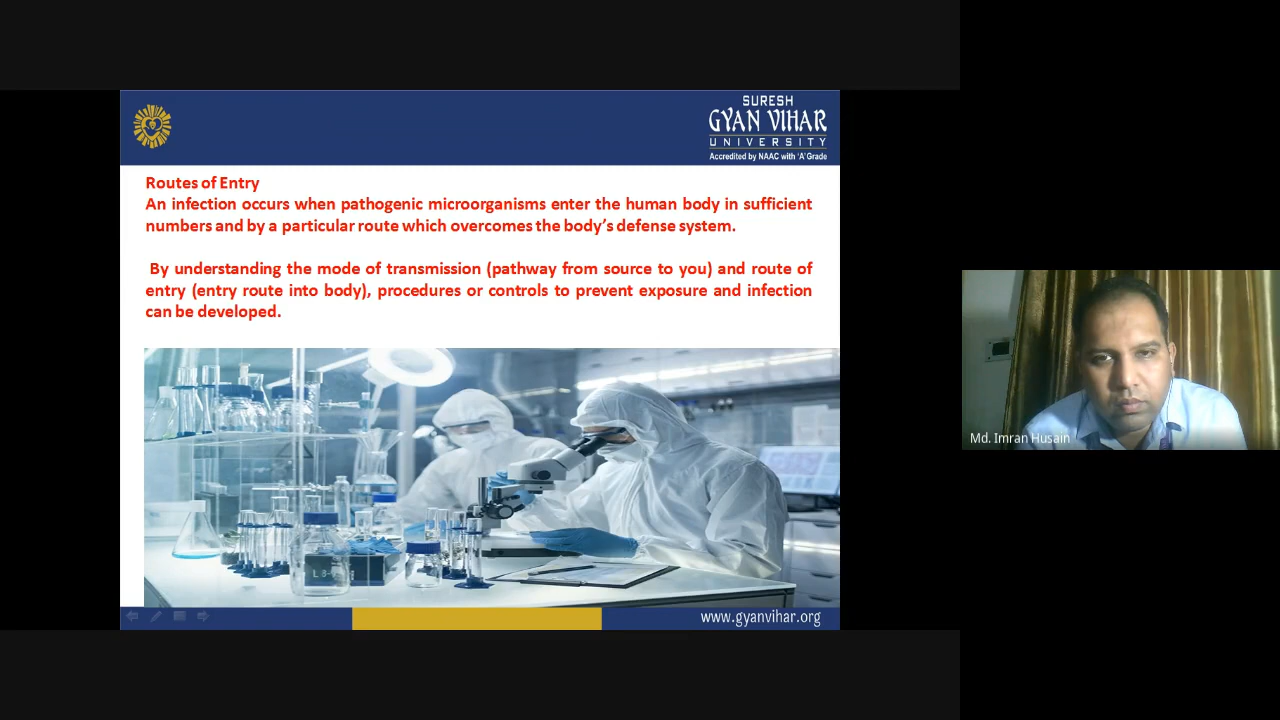 SURESH
GYAN VIHAR
UNIVERSITY
Accredited by NAAC with 'A' Grade
Routes of Entry
An infection occurs when pathogenic microorganisms enter the human body in sufficient
numbers and by a particular route which overcomes the body's defense system.
By understanding the mode of transmission (pathway from source to you) and route of
entry (entry route into body), procedures or controls to prevent exposure and infection
can be developed.
Md. Imran Husain
www.gyanvihar.org